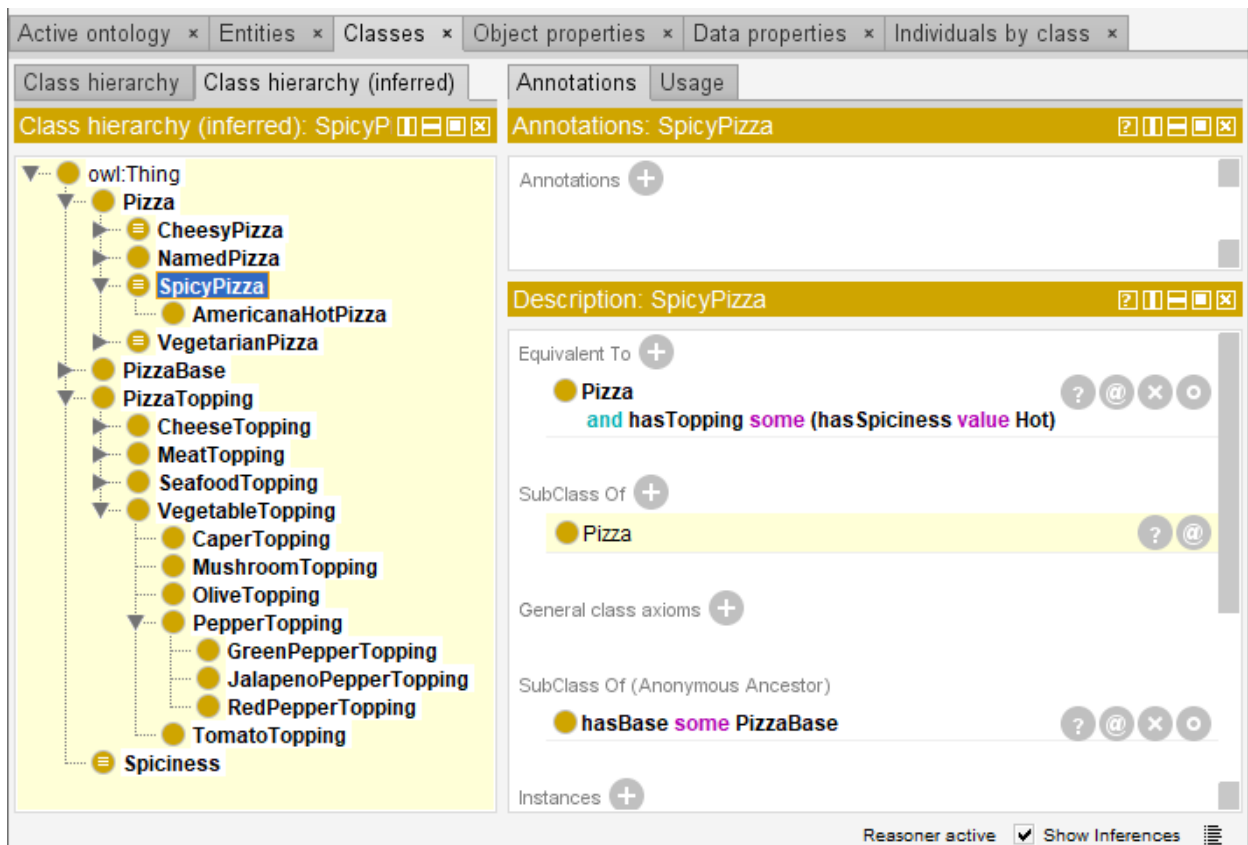 Active ontology × Entities × Classes × Object properties × Data properties × Individuals by class ×
Class hierarchy Class hierarchy (inferred)
Class hierarchy (inferred): SpicyP
owl:Thing
Pizza
CheesyPizza
NamedPizza
SpicyPizza
AmericanaHotPizza
VegetarianPizza
PizzaBase
PizzaTopping
CheeseTopping
MeatTopping
SeafoodTopping
VegetableTopping
CaperTopping
MushroomTopping
OliveTopping
PepperTopping
GreenPepperTopping
JalapenoPepperTopping
RedPepperTopping
TomatoTopping
Spiciness
Annotations Usage
Annotations: SpicyPizza
Annotations
Description: SpicyPizza
Equivalent To
Pizza
and hasTopping some (hasSpiciness value Hot)
SubClass Of
Pizza
General class axioms
SubClass Of (Anonymous Ancestor)
hasBase some PizzaBase
Instances
Reasoner active Show Inferences